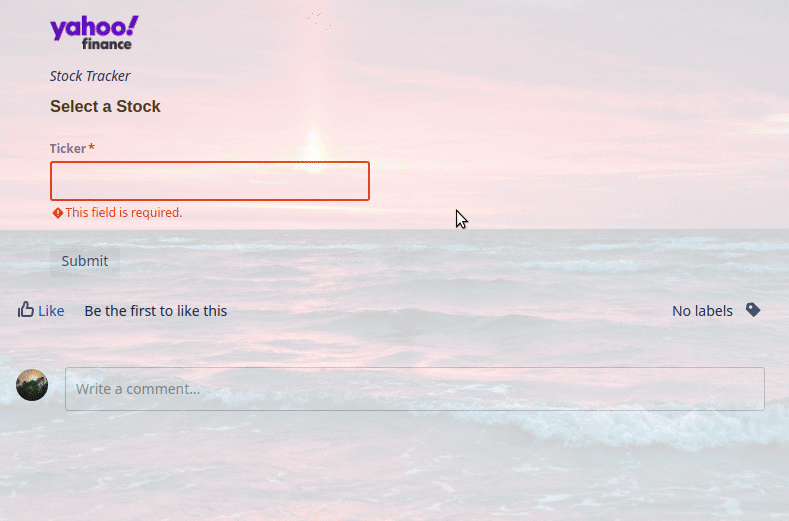 yahoo!
finance
Stock Tracker
Select a Stock
Ticker *
This field is required.
Submit
Like Be the first to like this No labels
Write a comment...